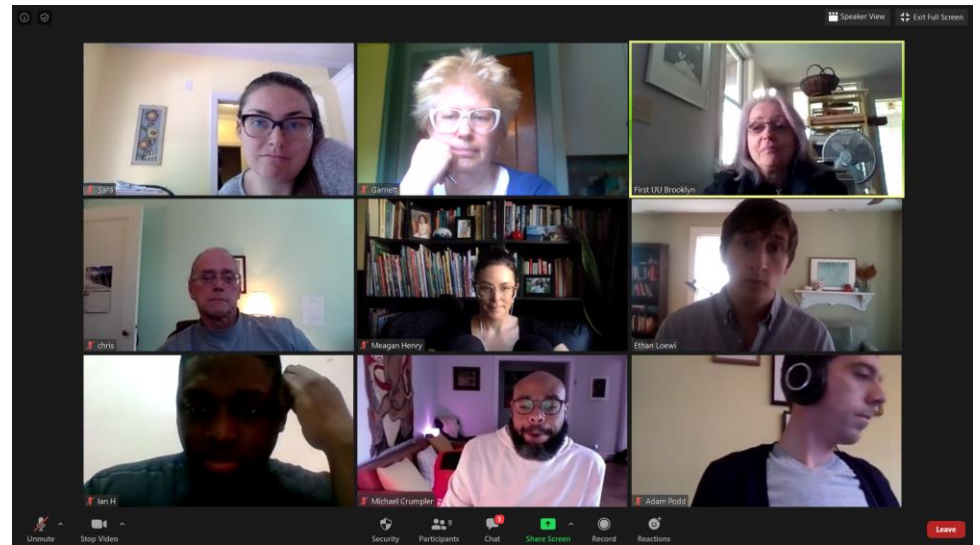 Speaker View
Exit Full Screen
Sara
Garnett
First UU Brooklyn
chris
Meagan Henry
Ethan Loewi
Ian H
Michael Crumpler
Adam Podd
Unmute
Stop Video
Security
Participants
9
Chat
1
Share Screen
Record
Reactions
Leave